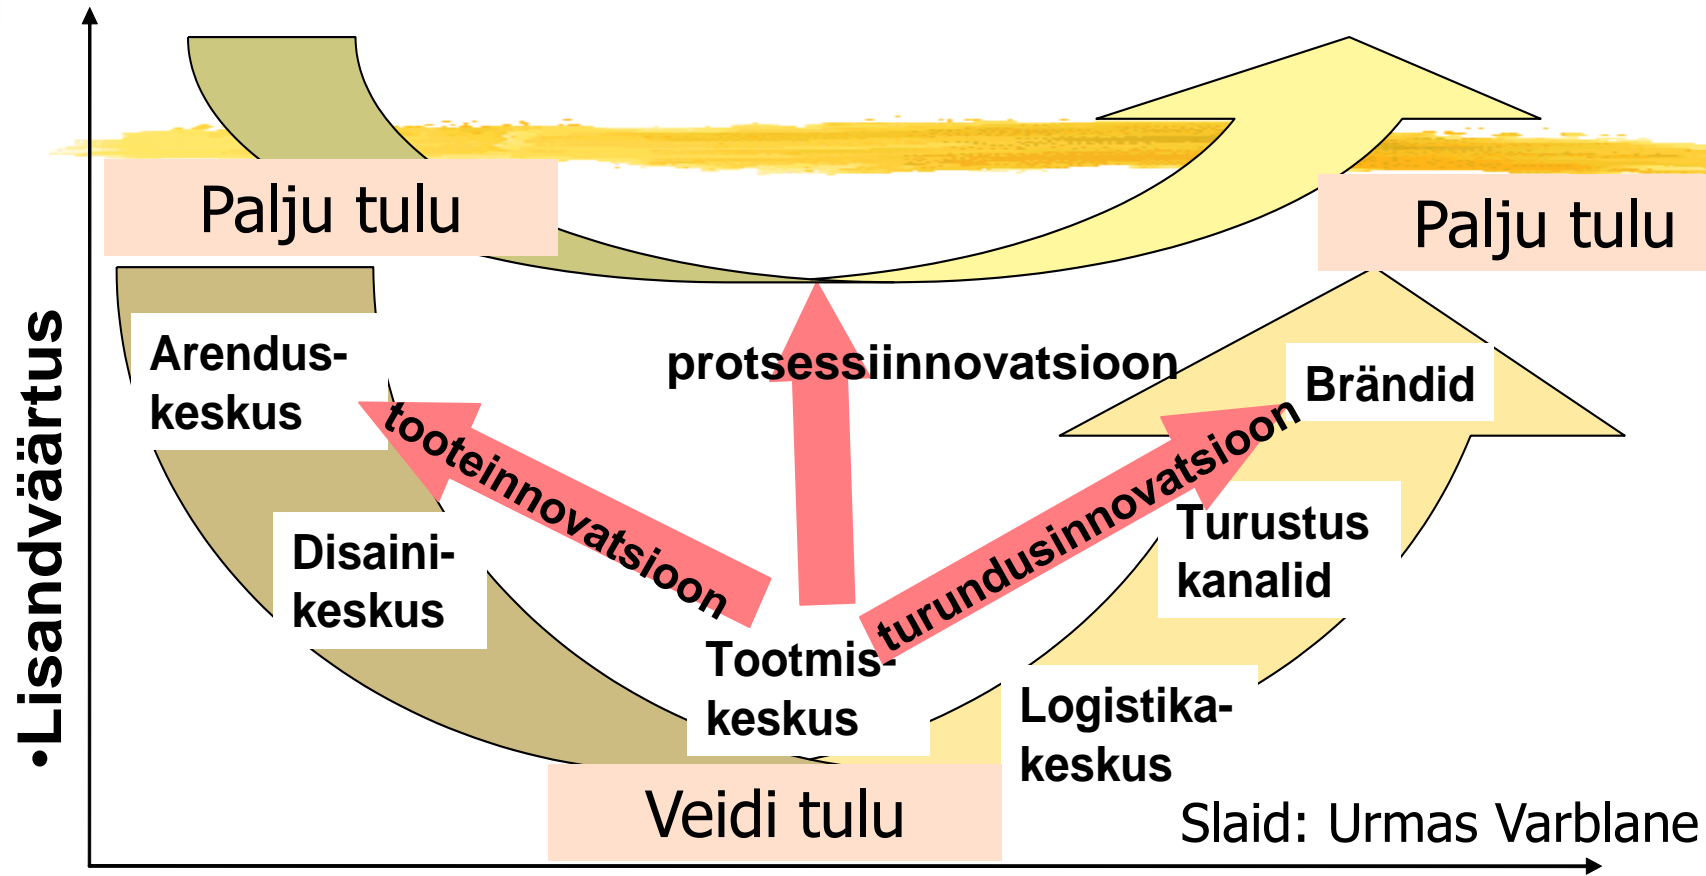 Palju tulu
Palju tulu
•Lisandväärtus
Arendus-
keskus
protsessiinnovatsioon
Brändid
tooteinnovatsioon
turundusinnovatsioon
Disaini-
keskus
Turustus
kanalid
Tootmis-
keskus
Logistika-
keskus
Veidi tulu
Slaid: Urmas Varblane